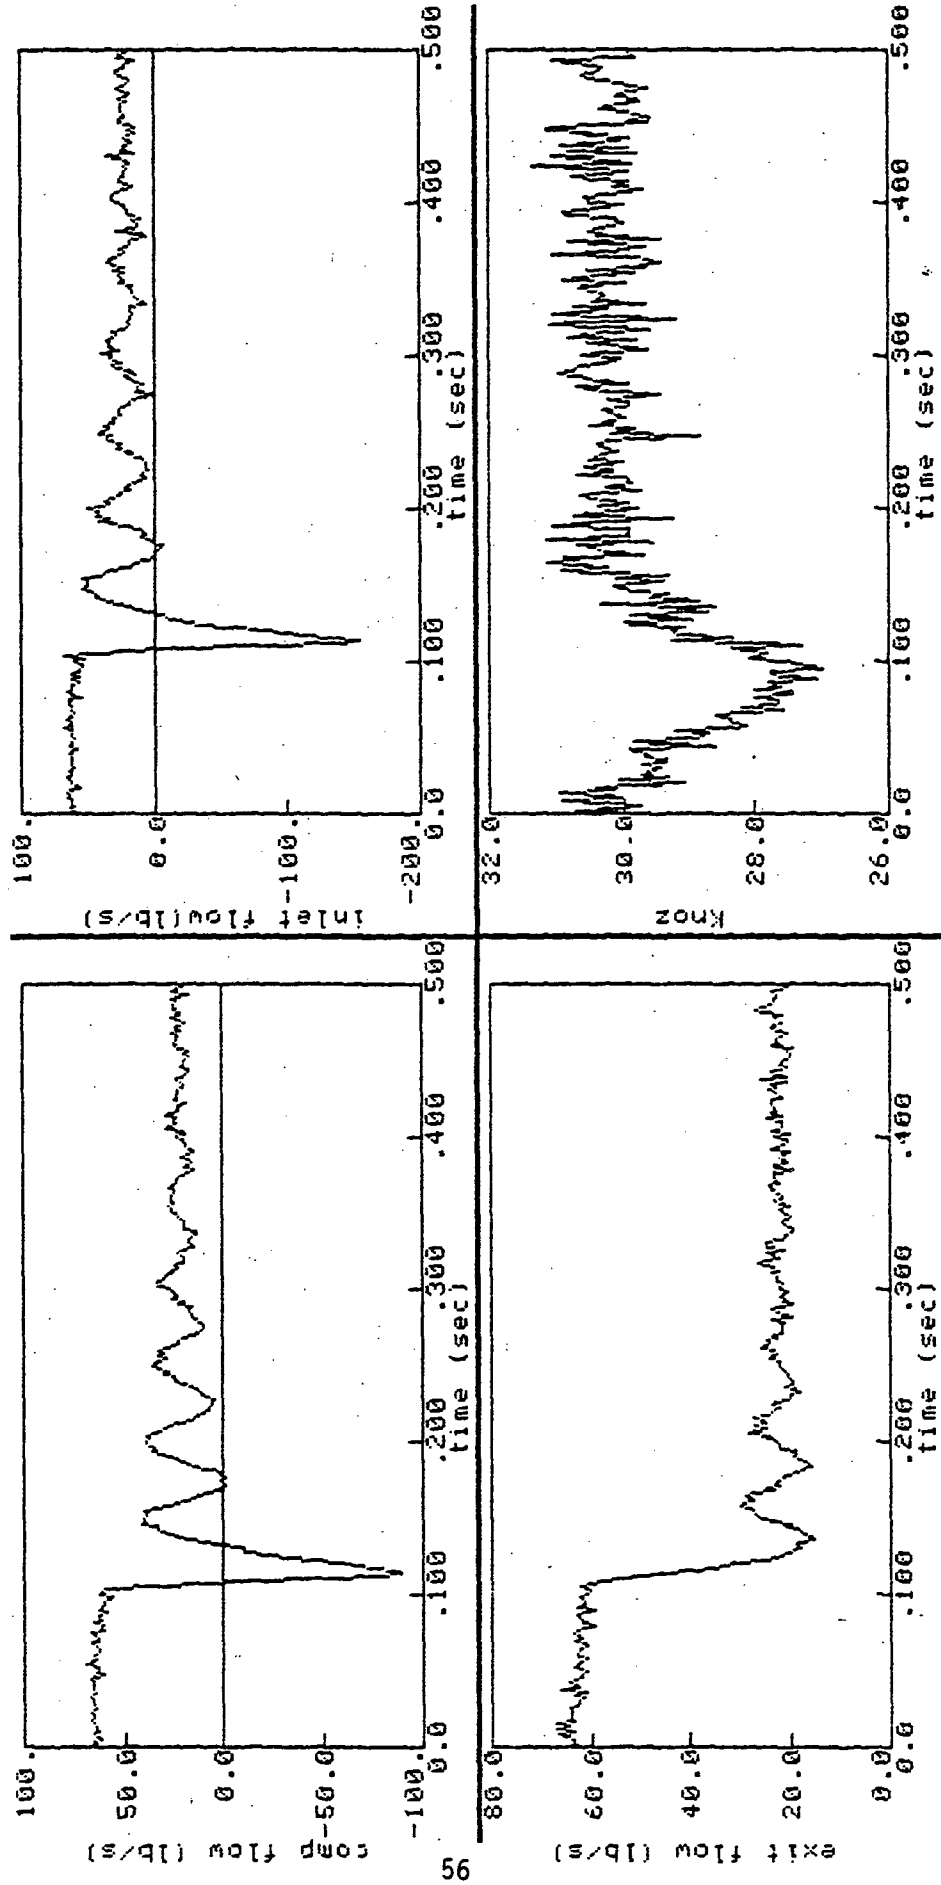 comp flow (lb/s)
100.
50.0
0.0
-50.0
-100.
0.0 .100 .200 .300 .400 .500
time (sec)
inlet flow(lb/s)
100.
0.0
-100.
-200.
0.0 .100 .200 .300 .400 .500
time (sec)
exit flow (lb/s)
80.0
60.0
40.0
20.0
0.0
0.0 .100 .200 .300 .400 .500
time (sec)
Knoz
32.0
30.0
28.0
26.0
0.0 .100 .200 .300 .400 .500
time (sec)
56